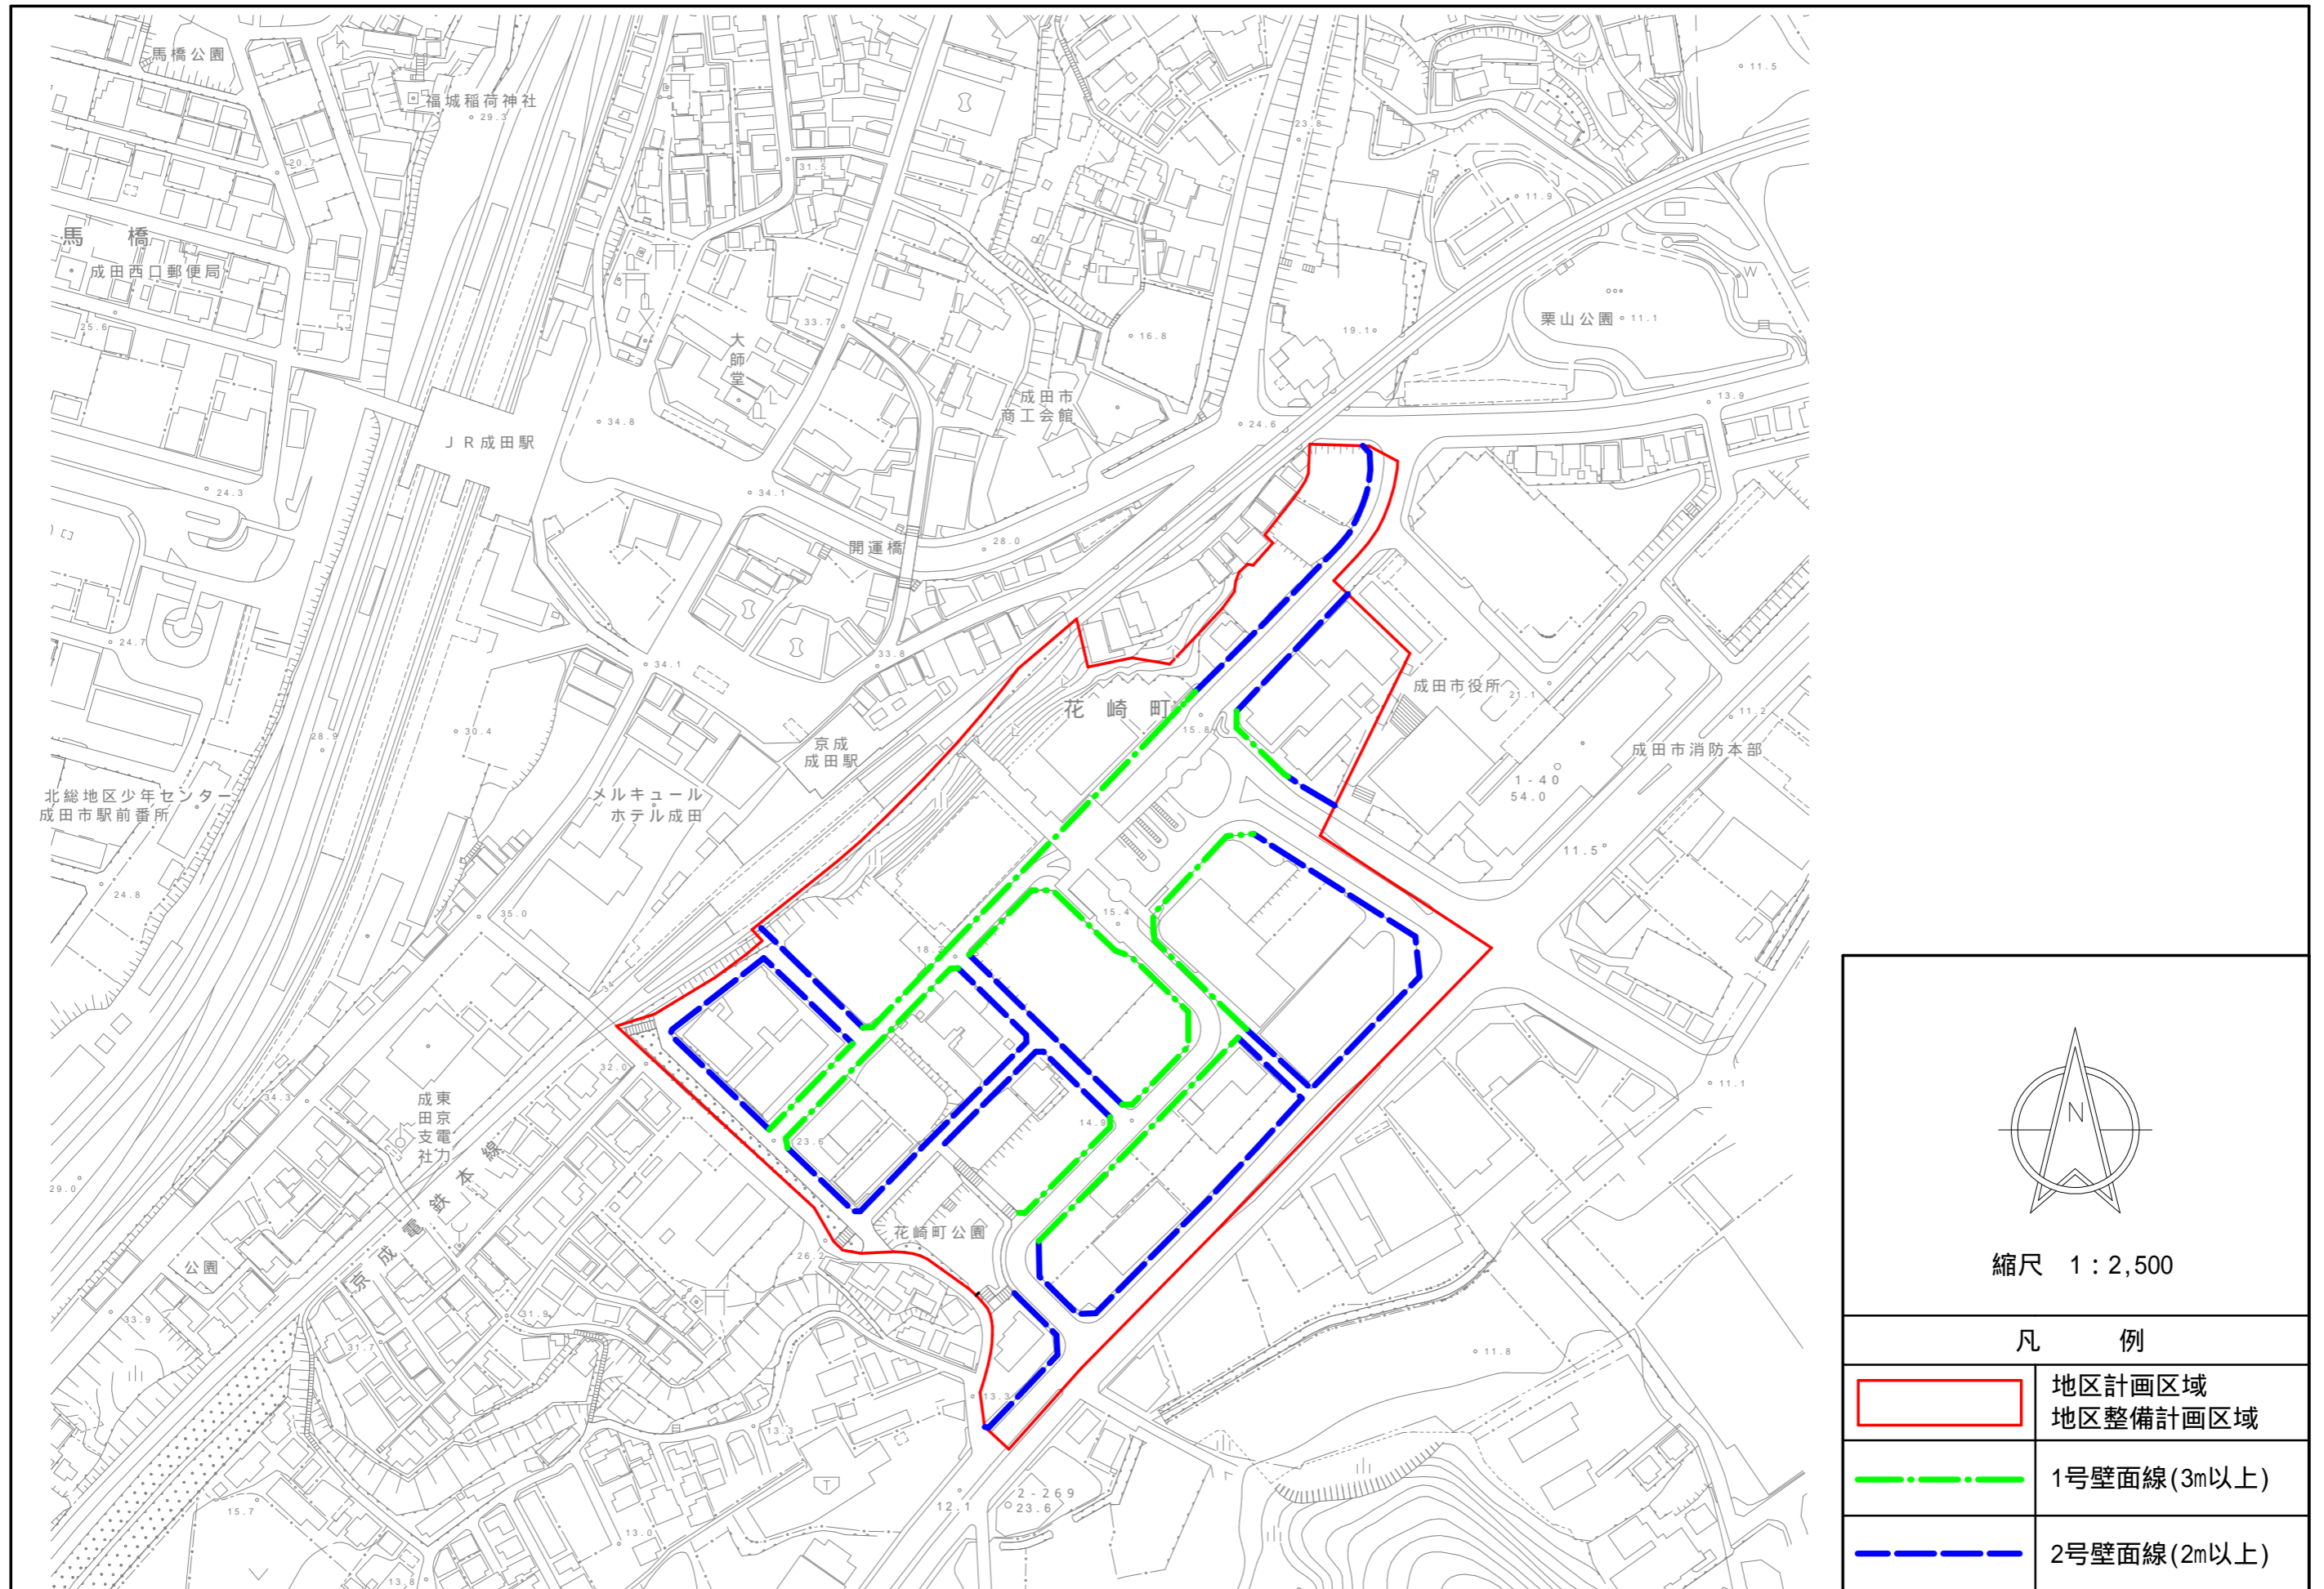 馬橋公園
福城稲荷神社
29.3
11.5
20.7
31.5
23.8
11.9
馬　橋
成田西口郵便局
25.6
33.7
大師堂
16.8
19.1
栗山公園
11.1
W
成田市
商工会館
13.9
ＪＲ成田駅
34.8
24.6
24.3
34.1
開運橋
28.0
24.7
34.1
33.8
成田市役所
21.1
花崎町
15.8
11.2
28.9
30.4
京成
成田駅
成田市消防本部
1-40
54.0
北総地区少年センター
成田市駅前番所
メルキュール
ホテル成田
11.5
24.8
35.0
15.4
18.2
32.0
34.3
東京電力
成田支社
14.9
11.1
23.6
29.0
京成電鉄本線
花崎町公園
26.2
公園
33.9
31.9
31.7
11.8
13.3
13.3
T
2-269
23.6
12.1
15.7
13.0
13.8
N
縮尺　1：2,500
凡　例
地区計画区域
地区整備計画区域
1号壁面線(3m以上)
2号壁面線(2m以上)